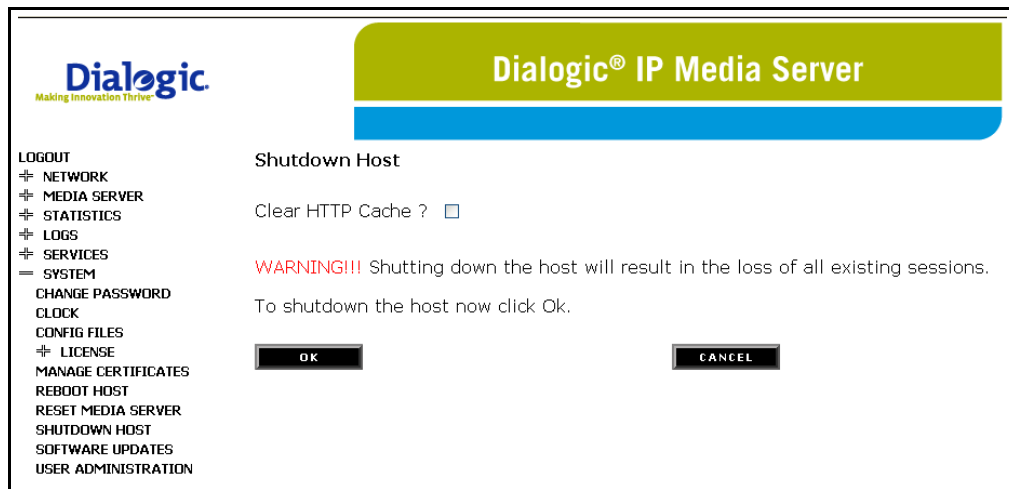 Dialogic.
Making Innovation Thrive™
Dialogic® IP Media Server
LOGOUT
NETWORK
MEDIA SERVER
STATISTICS
LOGS
SERVICES
SYSTEM
CHANGE PASSWORD
CLOCK
CONFIG FILES
LICENSE
MANAGE CERTIFICATES
REBOOT HOST
RESET MEDIA SERVER
SHUTDOWN HOST
SOFTWARE UPDATES
USER ADMINISTRATION
Shutdown Host
Clear HTTP Cache ?
WARNING!!! Shutting down the host will result in the loss of all existing sessions.
To shutdown the host now click Ok.
OK
CANCEL